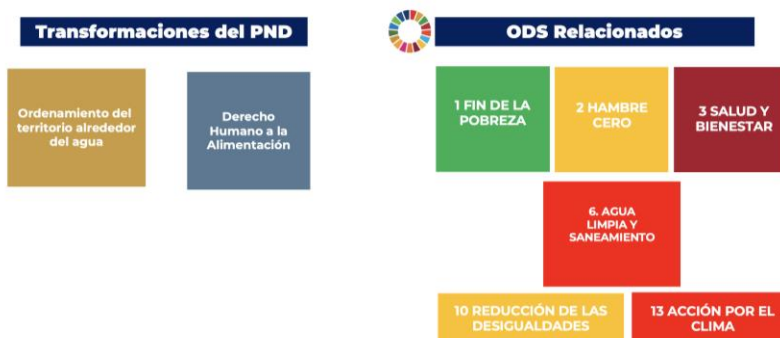 Transformaciones del PND
ODS Relacionados
Ordenamiento del
territorio alrededor
del agua
Derecho
Humano a la
Alimentación
1 FIN DE LA
POBREZA
2 HAMBRE
CERO
3 SALUD Y
BIENESTAR
6. AGUA
LIMPIA Y
SANEAMIENTO
10 REDUCCIÓN DE LAS
DESIGUALDADES
13 ACCIÓN POR EL
CLIMA